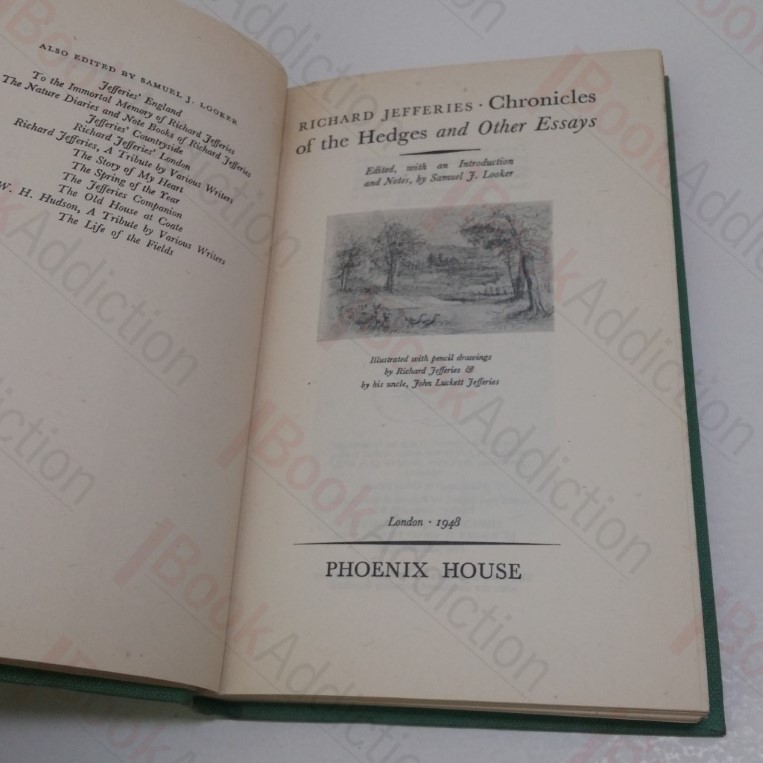 ALSO EDITED BY SAMUEL J. LOOKER
Jefferies' England
To the Immortal Memory of Richard Jefferies
The Nature Diaries and Note Books of Richard Jefferies
Jefferies' Countryside
Richard Jefferies' London
Richard Jefferies, A Tribute by Various Writers
The Story of My Heart
The Spring of the Year
The Jefferies Companion
The Old House at Coate
W. H. Hudson, A Tribute by Various Writers
The Life of the Fields
RICHARD JEFFERIES · Chronicles
of the Hedges and Other Essays
Edited, with an Introduction
and Notes, by Samuel J. Looker
Illustrated with pencil drawings
by Richard Jefferies &
by his uncle, John Luckett Jefferies
London · 1948
PHOENIX HOUSE
BookAddiction